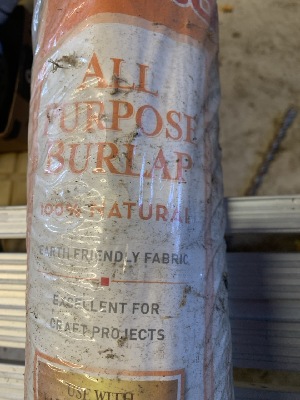 ALL
PURPOSE
BURLAP
100% NATURAL
EARTH FRIENDLY FABRIC
EXCELLENT FOR
CRAFT PROJECTS
USE WITH